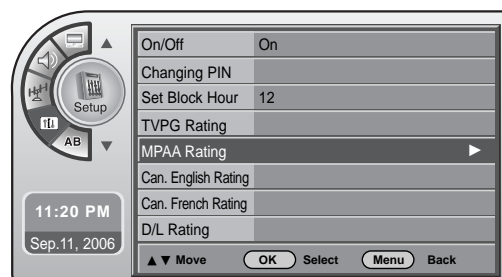 Setup
AB
11:20 PM
Sep.11, 2006
On/Off On
Changing PIN
Set Block Hour 12
TVPG Rating
MPAA Rating
Can. English Rating
Can. French Rating
D/L Rating
▲▼ Move OK Select Menu Back